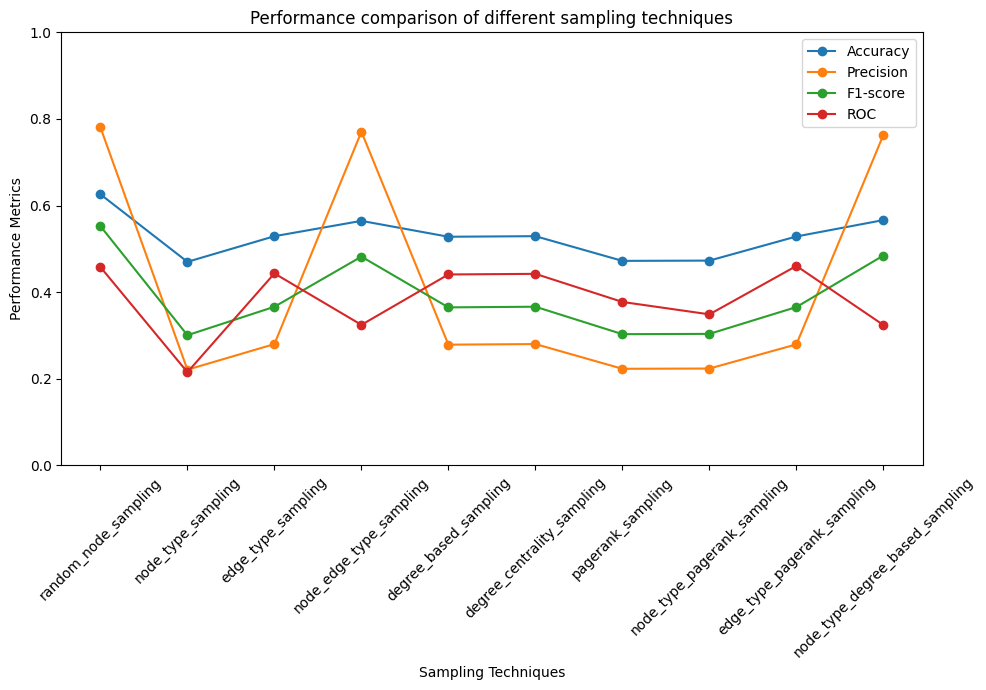 Performance comparison of different sampling techniques
Performance Metrics
1.0
0.8
0.6
0.4
0.2
0.0
Accuracy
Precision
F1-score
ROC
random_node_sampling
node_type_sampling
edge_type_sampling
node_edge_type_sampling
degree_based_sampling
degree_centrality_sampling
pagerank_sampling
node_type_pagerank_sampling
edge_type_pagerank_sampling
node_type_degree_based_sampling
Sampling Techniques